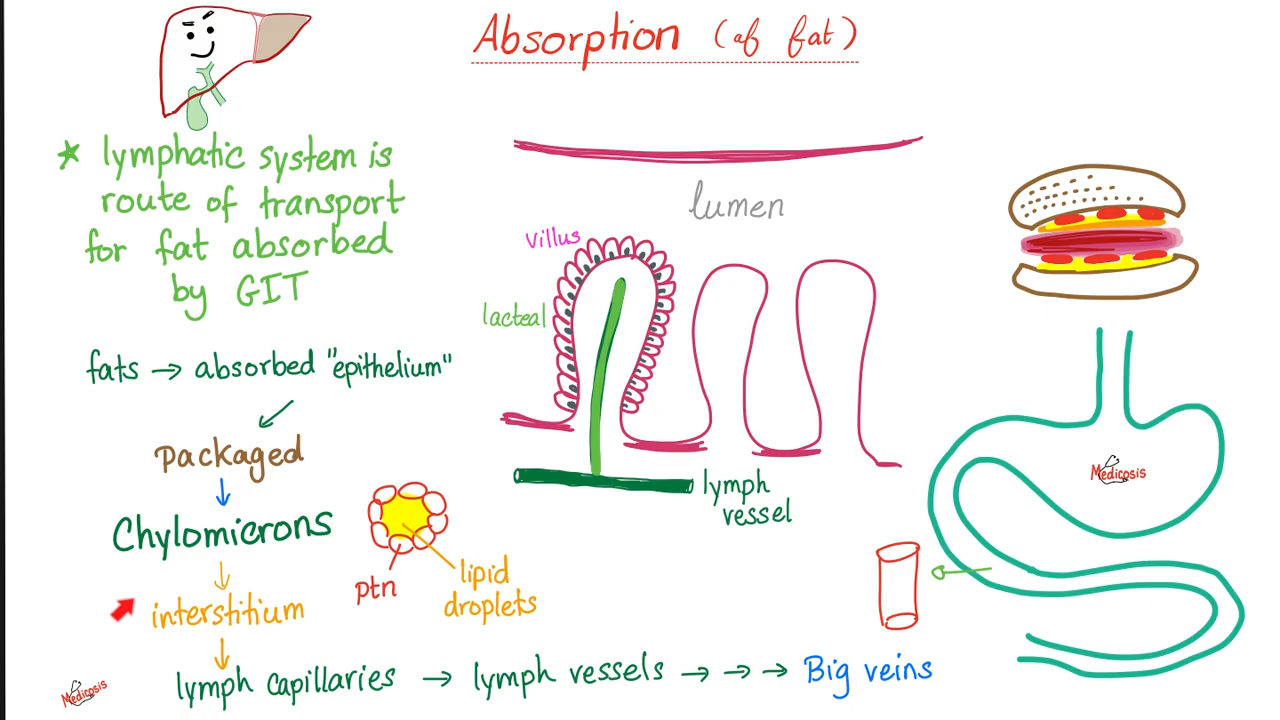 Absorption (of fat)
★ lymphatic system is
route of transport
for fat absorbed
by GIT
fats → absorbed "epithelium"
packaged
Chylomicrons
interstitium
lymph capillaries → lymph vessels → → → Big veins
ptn
lipid
droplets
lumen
villus
lacteal
lymph
vessel
Medicosis
Medicosis